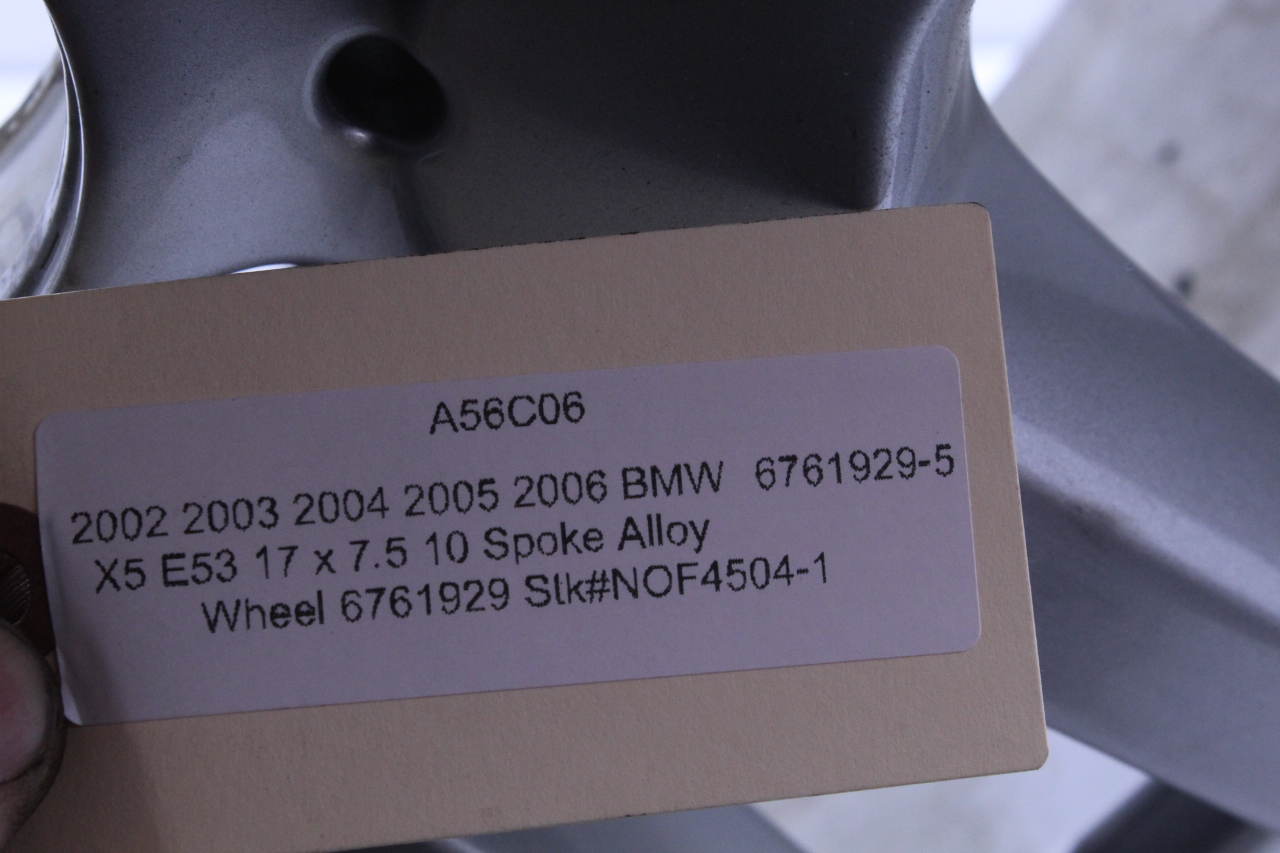 A56C06
2002 2003 2004 2005 2006 BMW 6761929-5
X5 E53 17 x 7.5 10 Spoke Alloy
Wheel 6761929 Stk#NOF4504-1